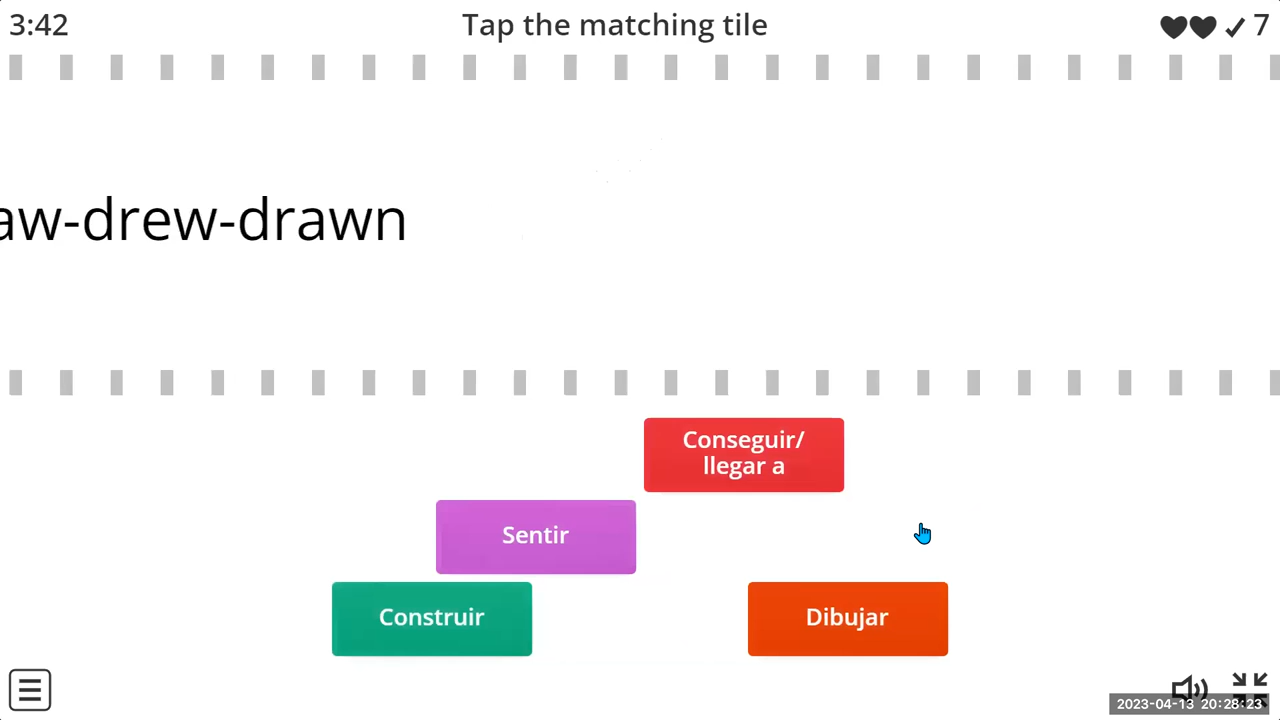 3:42
Tap the matching tile
7
aw-drew-drawn
Conseguir/
llegar a
Sentir
Construir
Dibujar
2023-04-13 20:28:23